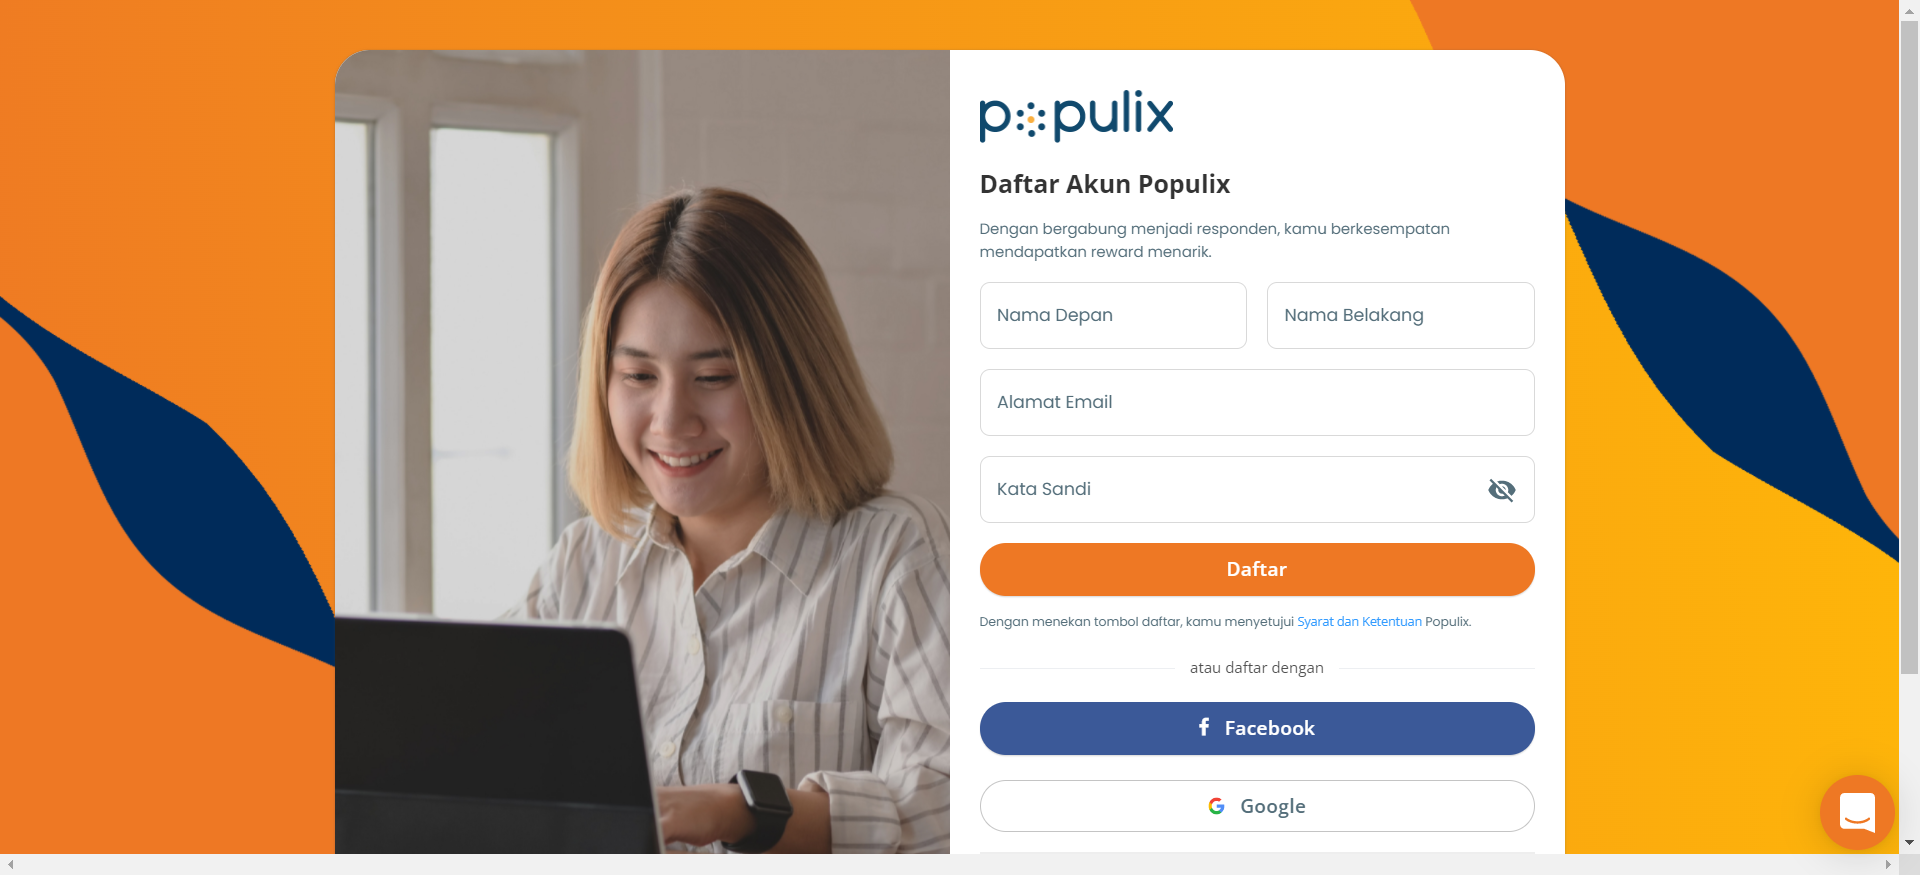 populix
Daftar Akun Populix
Dengan bergabung menjadi responden, kamu berkesempatan
mendapatkan reward menarik.
Nama Depan
Nama Belakang
Alamat Email
Kata Sandi
Daftar
Dengan menekan tombol daftar, kamu menyetujui Syarat dan Ketentuan Populix.
atau daftar dengan
Facebook
Google